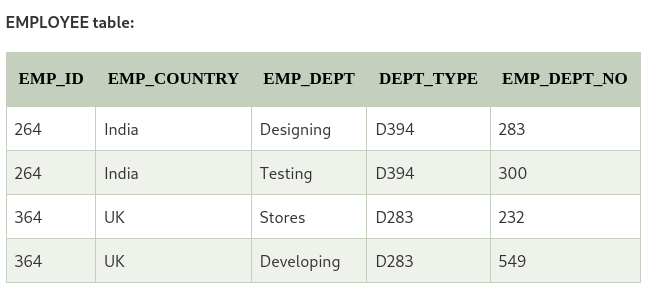 EMPLOYEE table:
EMP_ID EMP_COUNTRY EMP_DEPT DEPT_TYPE EMP_DEPT_NO
264 India Designing D394 283
264 India Testing D394 300
364 UK Stores D283 232
364 UK Developing D283 549